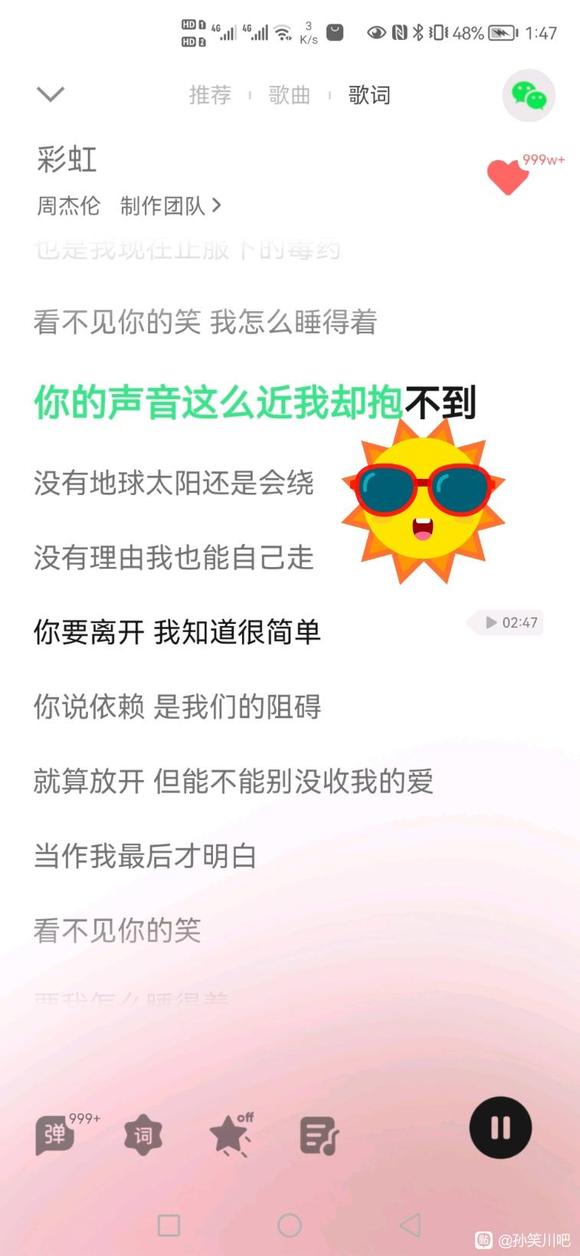 HD 1 4G 4G 3 48% 1:47
HD 2 K/s
推荐 歌曲 歌词
彩虹
999w+
周杰伦 制作团队
也是我现在正服下的毒药
看不见你的笑 我怎么睡得着
你的声音这么近我却抱不到
没有地球太阳还是会绕
没有理由我也能自己走
你要离开 我知道很简单
02:47
你说依赖 是我们的阻碍
就算放开 但能不能别没收我的爱
当作我最后才明白
看不见你的笑
要我怎么睡得着
弹 999+ 词 off
贴 @孙笑川吧